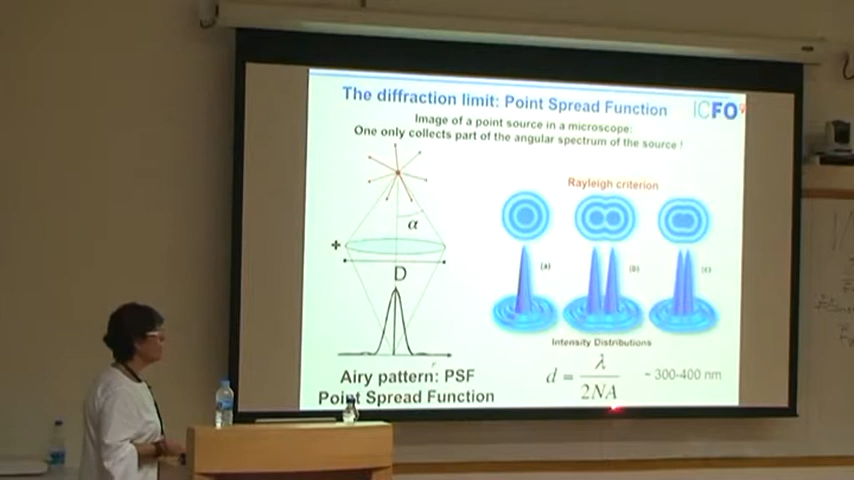 The diffraction limit: Point Spread Function
ICFO
Image of a point source in a microscope:
One only collects part of the angular spectrum of the source !
Rayleigh criterion
α
+
D
(a)
(b)
(c)
Intensity Distributions
Airy pattern: PSF
Point Spread Function
d = λ / 2NA
~ 300-400 nm